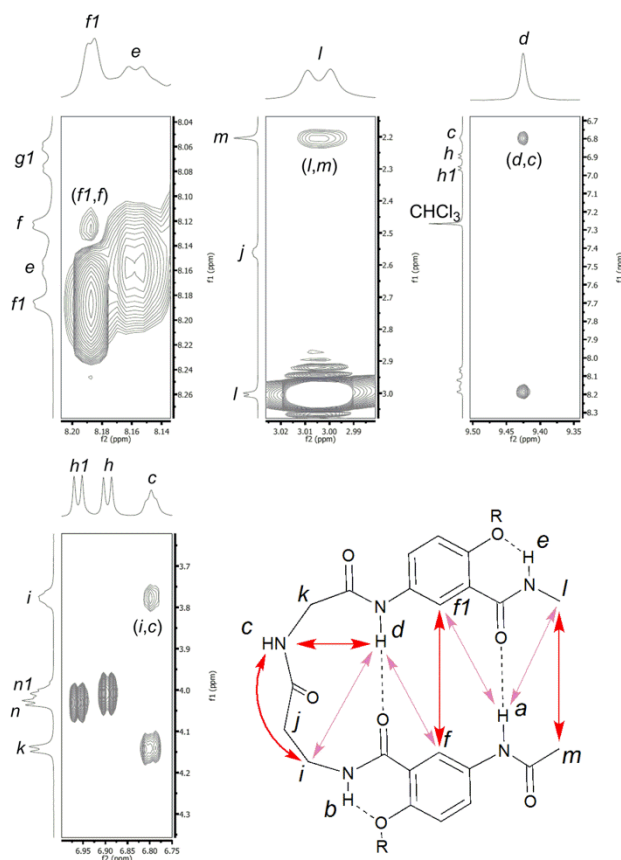 f1
e
g1
f
e
f1
(f1,f)
8.04
8.06
8.08
8.10
8.12
8.14
8.16
8.18
8.20
8.22
8.24
8.26
f1 (ppm)
8.20
8.18
8.16
8.14
f2 (ppm)
l
m
j
l
(l,m)
2.2
2.3
2.4
2.5
2.6
2.7
2.8
2.9
3.0
f1 (ppm)
3.02
3.01
3.00
2.99
f2 (ppm)
d
c
h
h1
CHCl3
(d,c)
6.7
6.8
6.9
7.0
7.1
7.2
7.3
7.4
7.5
7.6
7.7
7.8
7.9
8.0
8.1
8.2
8.3
f1 (ppm)
9.50
9.45
9.40
9.35
f2 (ppm)
h1
h
c
i
n1
n
k
(i,c)
3.7
3.8
3.9
4.0
4.1
4.2
4.3
f1 (ppm)
6.95
6.90
6.85
6.80
6.75
f2 (ppm)
R
O
H
e
O
N
l
k
N
f1
O
c
HN
H
d
O
H
a
O
j
O
f
N
m
i
N
O
H
b
O
R